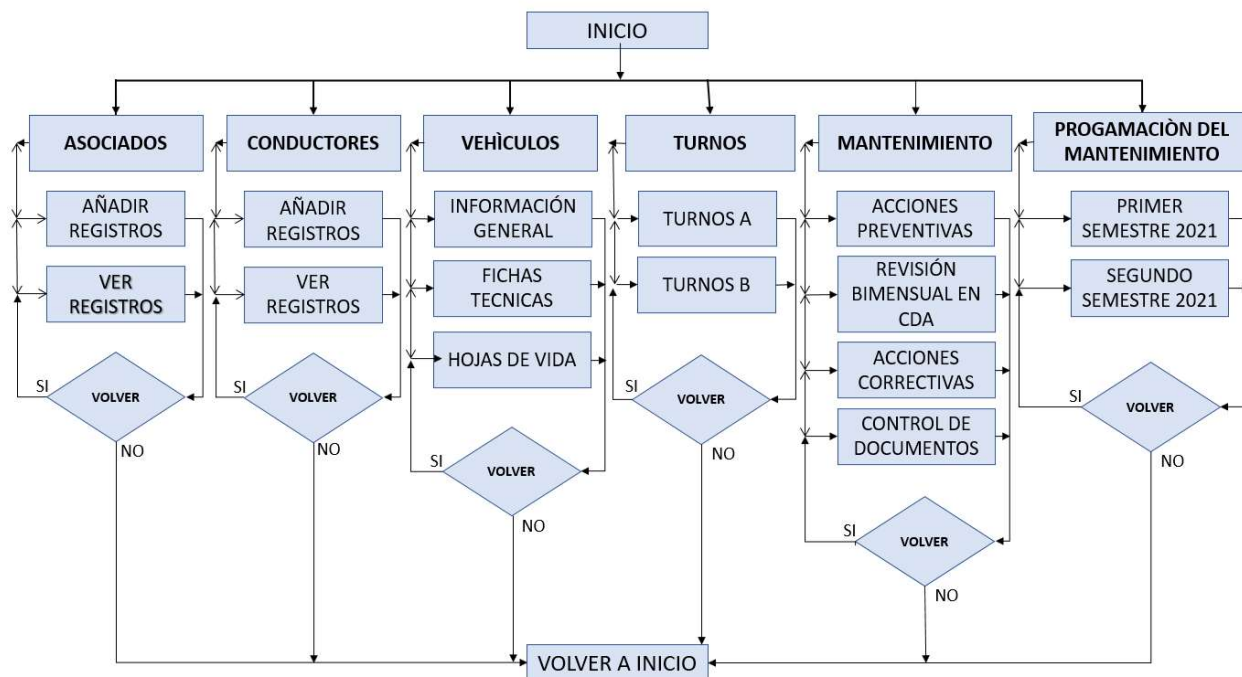 INICIO
ASOCIADOS
AÑADIR
REGISTROS
VER
REGISTROS
SI
VOLVER
NO
CONDUCTORES
AÑADIR
REGISTROS
VER
REGISTROS
SI
VOLVER
NO
VEHÌCULOS
INFORMACIÓN
GENERAL
FICHAS
TECNICAS
HOJAS DE VIDA
SI
VOLVER
NO
TURNOS
TURNOS A
TURNOS B
SI
VOLVER
NO
MANTENIMIENTO
ACCIONES
PREVENTIVAS
REVISIÓN
BIMENSUAL EN
CDA
ACCIONES
CORRECTIVAS
CONTROL DE
DOCUMENTOS
SI
VOLVER
NO
PROGAMACIÒN DEL
MANTENIMIENTO
PRIMER
SEMESTRE 2021
SEGUNDO
SEMESTRE 2021
SI
VOLVER
NO
VOLVER A INICIO